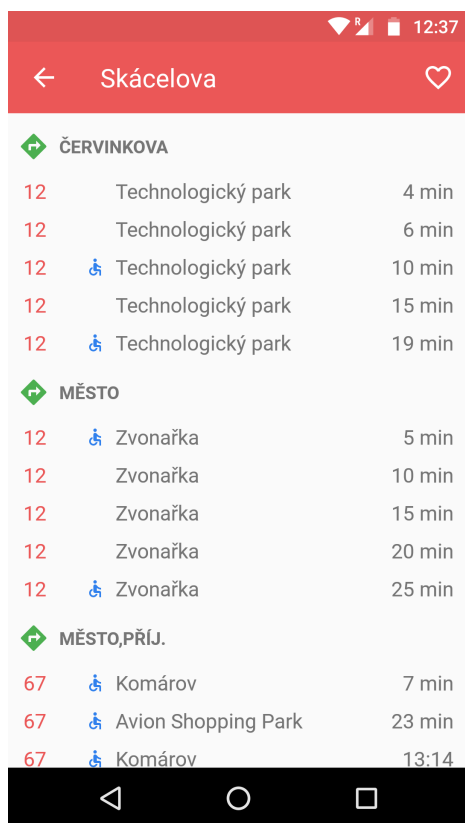 R 12:37
Skácelova
ČERVINKOVA
12 Technologický park 4 min
12 Technologický park 6 min
12 Technologický park 10 min
12 Technologický park 15 min
12 Technologický park 19 min
MĚSTO
12 Zvonařka 5 min
12 Zvonařka 10 min
12 Zvonařka 15 min
12 Zvonařka 20 min
12 Zvonařka 25 min
MĚSTO,PŘÍJ.
67 Komárov 7 min
67 Avion Shopping Park 23 min
67 Komárov 13:14